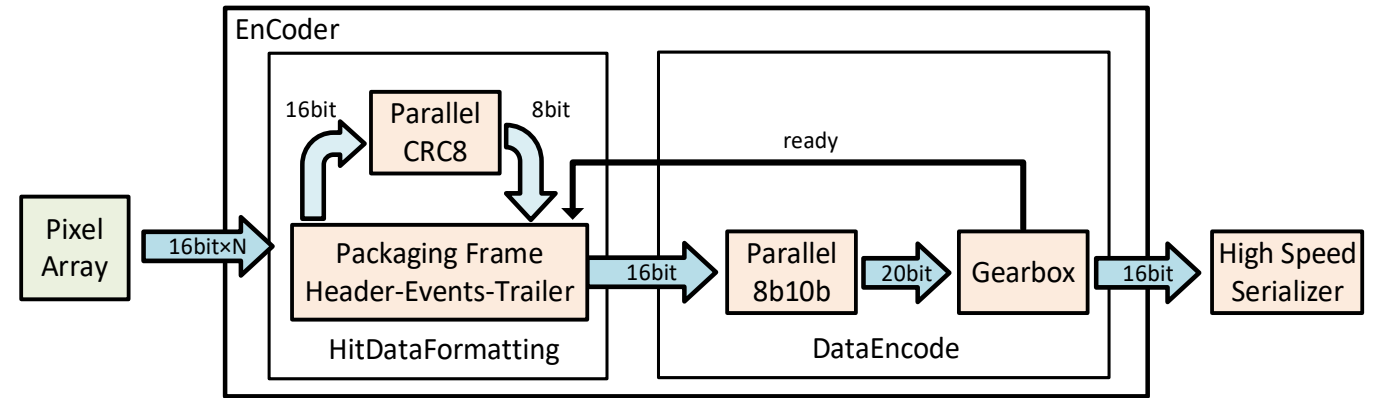 EnCoder
16bit
Parallel
CRC8
8bit
ready
Pixel
Array
16bit×N
Packaging Frame
Header-Events-Trailer
16bit
Parallel
8b10b
20bit
Gearbox
16bit
High Speed
Serializer
HitDataFormatting
DataEncode